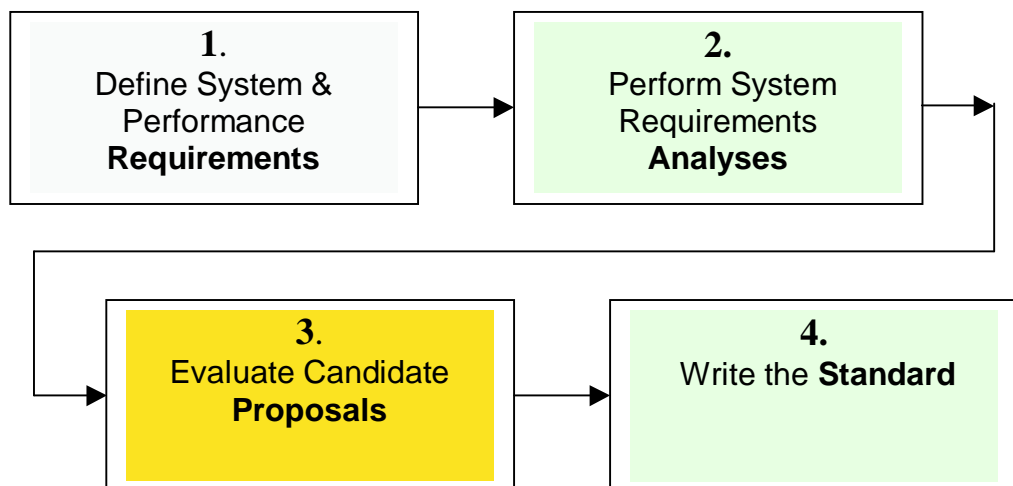 1.
Define System &
Performance
Requirements
2.
Perform System
Requirements
Analyses
3.
Evaluate Candidate
Proposals
4.
Write the Standard